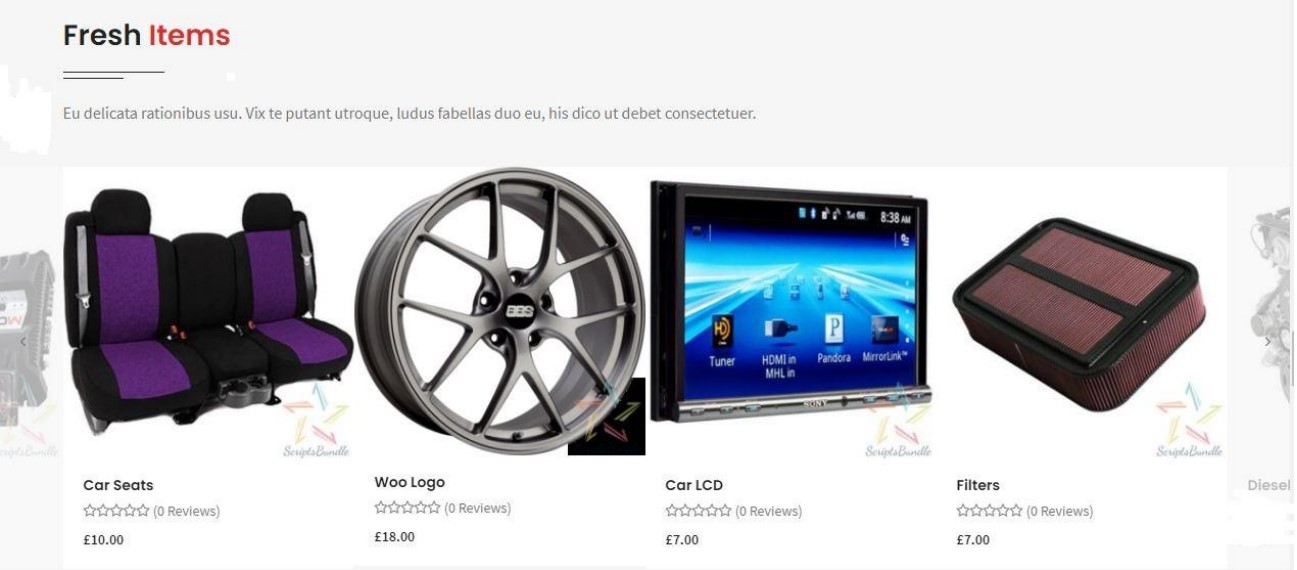 Fresh Items
Eu delicata rationibus usu. Vix te putant utroque, ludus fabellas duo eu, his dico ut debet consectetuer.
BBS
8:38 AM
Tuner
HDMI in
MHL in
Pandora
MirrorLink™
SONY
ScriptsBundle
ScriptsBundle
ScriptsBundle
Car Seats
(0 Reviews)
£10.00
Woo Logo
(0 Reviews)
£18.00
Car LCD
(0 Reviews)
£7.00
Filters
(0 Reviews)
£7.00
Diesel